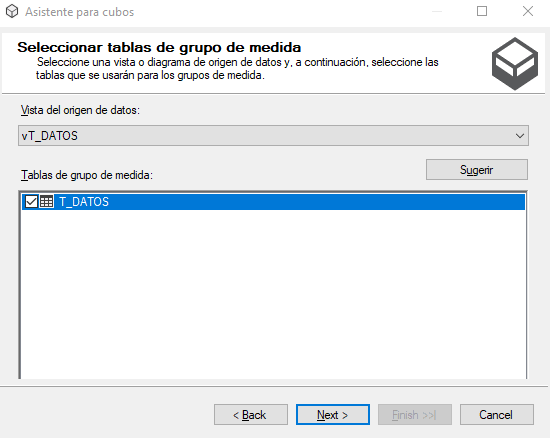 Asistente para cubos
Seleccionar tablas de grupo de medida
Seleccione una vista o diagrama de origen de datos y, a continuación, seleccione las
tablas que se usarán para los grupos de medida.
Vista del origen de datos:
vT_DATOS
Sugerir
Tablas de grupo de medida:
T_DATOS
< Back
Next >
Finish >>|
Cancel